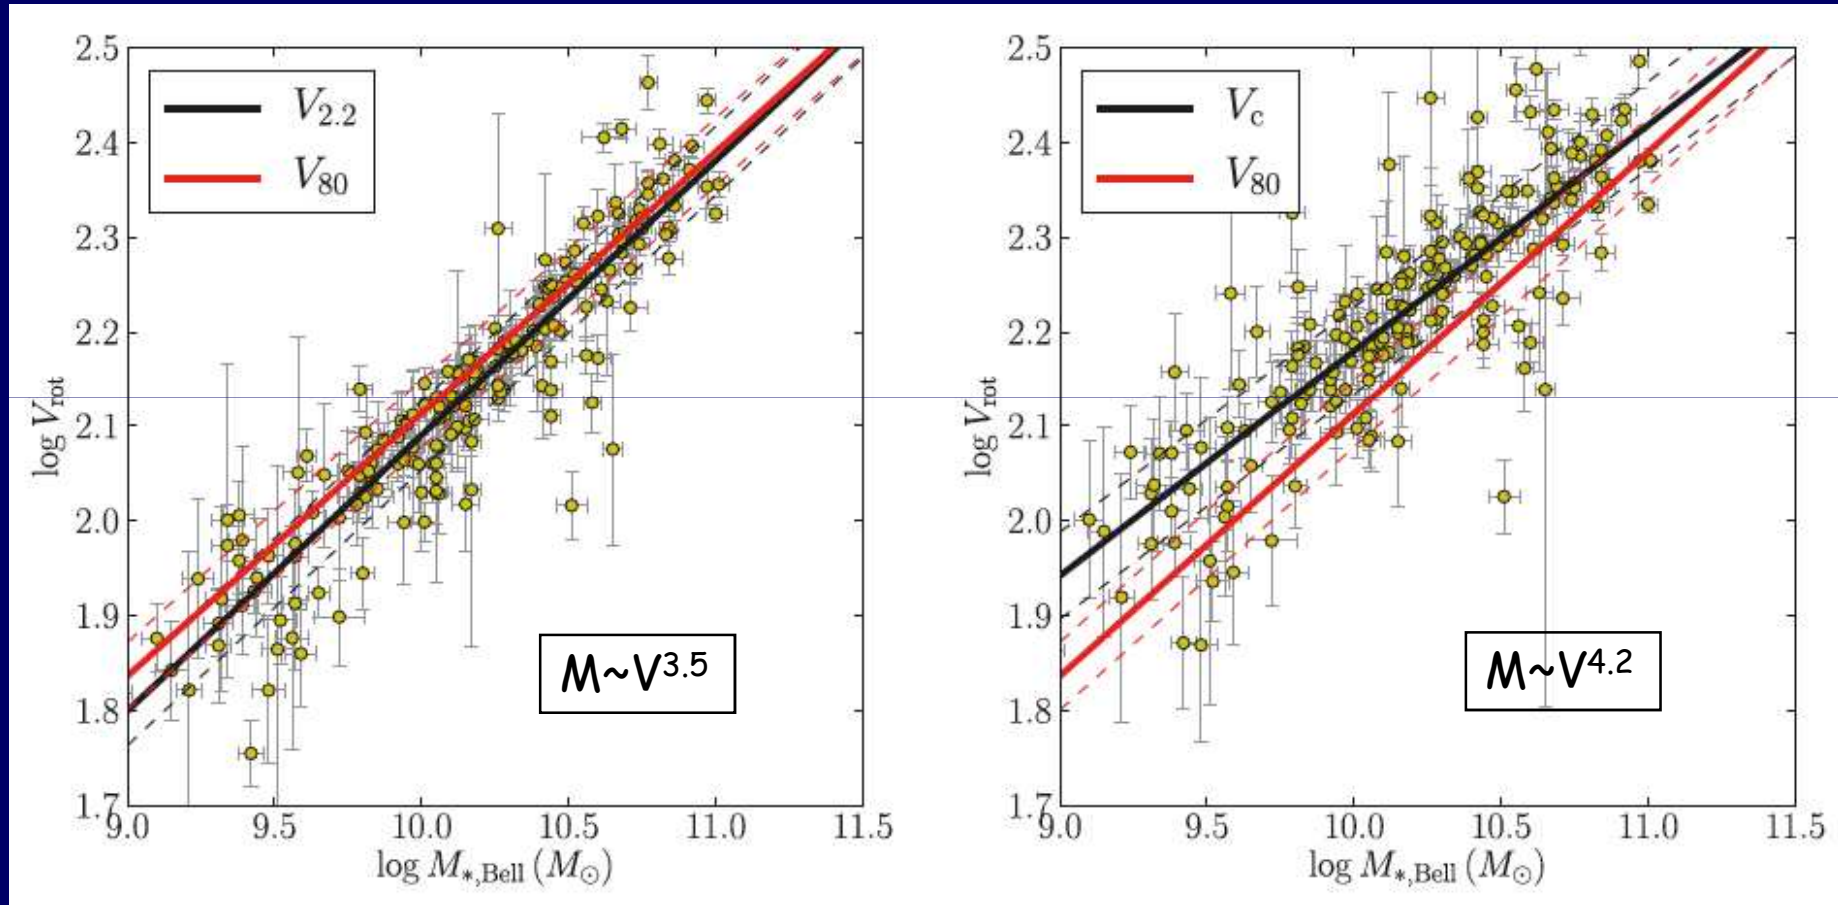 2.5
2.4
2.3
2.2
2.1
2.0
1.9
1.8
1.7
log V_rot
V_2.2
V_80
M~V^3.5
9.0 9.5 10.0 10.5 11.0 11.5
log M_*,Bell (M_⊙)
2.5
2.4
2.3
2.2
2.1
2.0
1.9
1.8
1.7
log V_rot
V_c
V_80
M~V^4.2
9.0 9.5 10.0 10.5 11.0 11.5
log M_*,Bell (M_⊙)